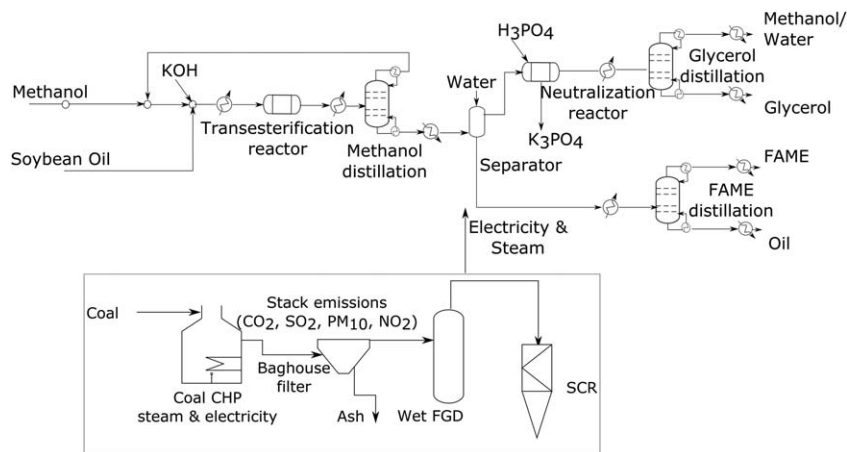 Methanol
KOH
Soybean Oil
Transesterification
reactor
Methanol
distillation
Water
Separator
H3PO4
Neutralization
reactor
K3PO4
Glycerol
distillation
Methanol/
Water
Glycerol
FAME
FAME
distillation
Oil
Electricity &
Steam
Coal
Coal CHP
steam & electricity
Stack emissions
(CO2, SO2, PM10, NO2)
Baghouse
filter
Ash
Wet FGD
SCR